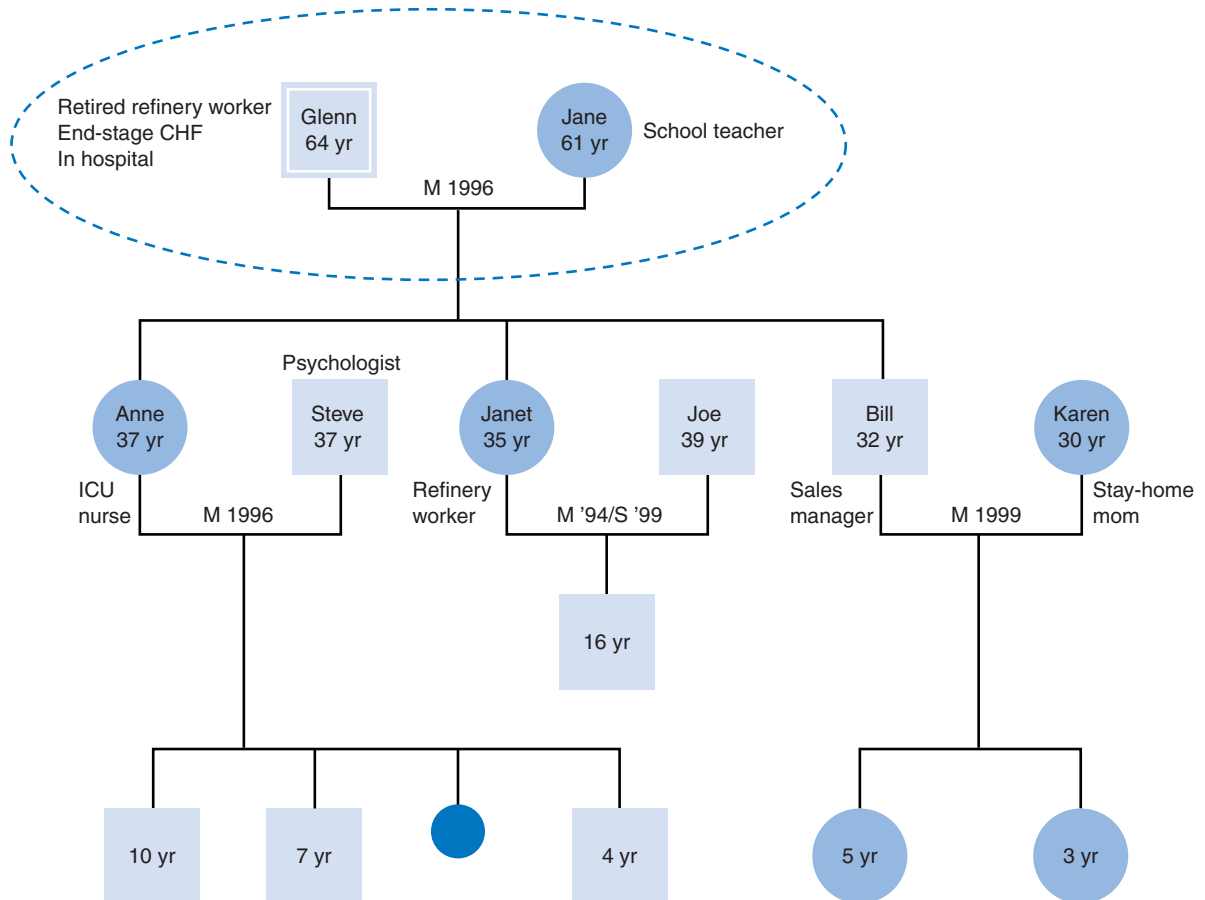 Retired refinery worker
End-stage CHF
In hospital
Glenn
64 yr
Jane
61 yr
School teacher
M 1996
Psychologist
Anne
37 yr
Steve
37 yr
Janet
35 yr
Joe
39 yr
Bill
32 yr
Karen
30 yr
ICU
nurse
M 1996
Refinery
worker
M '94/S '99
Sales
manager
M 1999
Stay-home
mom
16 yr
10 yr
7 yr
4 yr
5 yr
3 yr